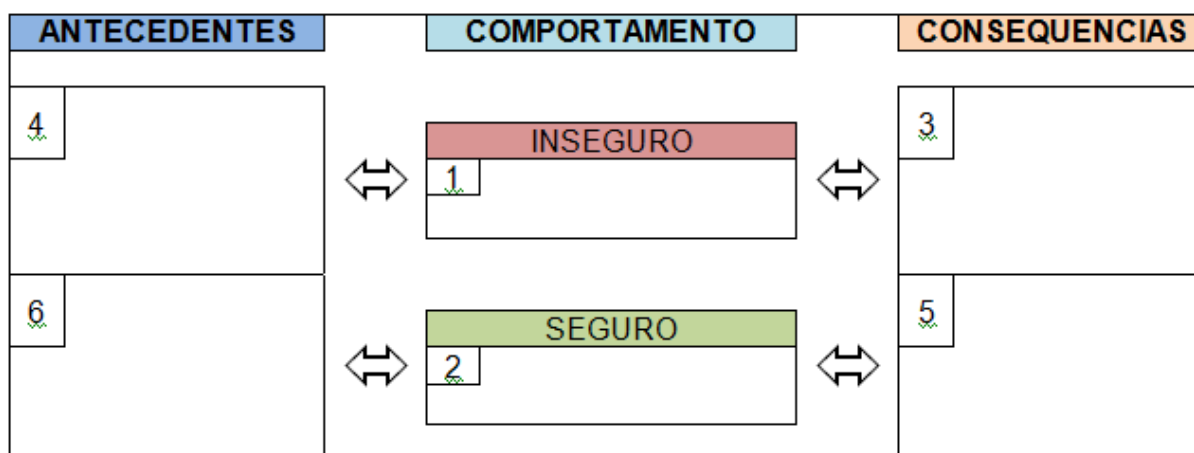 ANTECEDENTES COMPORTAMENTO CONSEQUENCIAS
4
INSEGURO
3
1
6
SEGURO
5
2